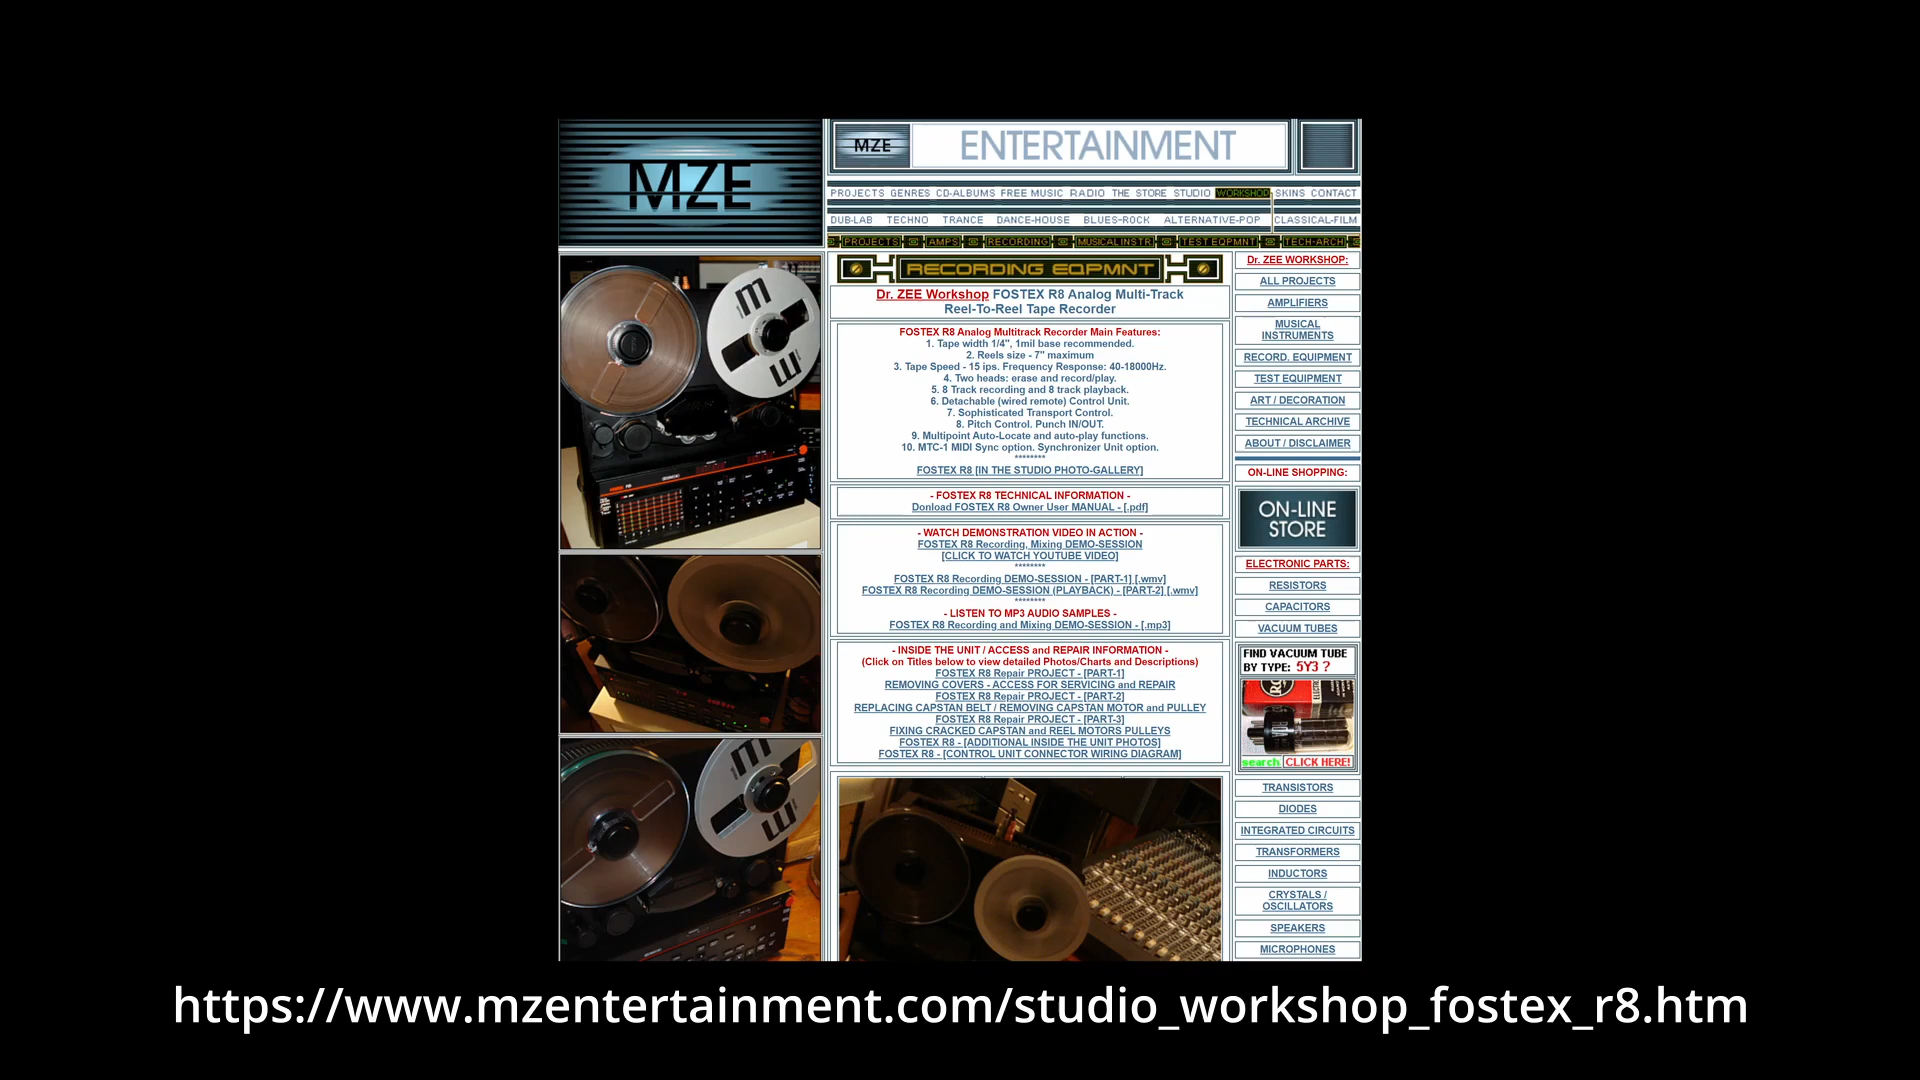 MZE
MZE
ENTERTAINMENT
PROJECTS GENRES CD-ALBUMS FREE MUSIC RADIO THE STORE STUDIO WORKSHOP SKINS CONTACT
DUB-LAB TECHNO TRANCE DANCE-HOUSE BLUES-ROCK ALTERNATIVE-POP CLASSICAL-FILM
PROJECTS AMPS RECORDING MUSICAL INSTR TEST EQPMNT TECH-ARCH
RECORDING EQPMNT
Dr. ZEE Workshop FOSTEX R8 Analog Multi-Track
Reel-To-Reel Tape Recorder
FOSTEX R8 Analog Multitrack Recorder Main Features:
1. Tape width 1/4", 1mil base recommended.
2. Reels size - 7" maximum
3. Tape Speed - 15 ips. Frequency Response: 40-18000Hz.
4. Two heads: erase and record/play.
5. 8 Track recording and 8 track playback.
6. Detachable (wired remote) Control Unit.
7. Sophisticated Transport Control.
8. Pitch Control. Punch IN/OUT.
9. Multipoint Auto-Locate and auto-play functions.
10. MTC-1 MIDI Sync option. Synchronizer Unit option.
********
FOSTEX R8 [IN THE STUDIO PHOTO-GALLERY]
- FOSTEX R8 TECHNICAL INFORMATION -
Donload FOSTEX R8 Owner User MANUAL - [.pdf]
- WATCH DEMONSTRATION VIDEO IN ACTION -
FOSTEX R8 Recording, Mixing DEMO-SESSION
[CLICK TO WATCH YOUTUBE VIDEO]
********
FOSTEX R8 Recording DEMO-SESSION - [PART-1] [.wmv]
FOSTEX R8 Recording DEMO-SESSION (PLAYBACK) - [PART-2] [.wmv]
********
- LISTEN TO MP3 AUDIO SAMPLES -
FOSTEX R8 Recording and Mixing DEMO-SESSION - [.mp3]
- INSIDE THE UNIT / ACCESS and REPAIR INFORMATION -
(Click on Titles below to view detailed Photos/Charts and Descriptions)
FOSTEX R8 Repair PROJECT - [PART-1]
REMOVING COVERS - ACCESS FOR SERVICING and REPAIR
FOSTEX R8 Repair PROJECT - [PART-2]
REPLACING CAPSTAN BELT / REMOVING CAPSTAN MOTOR and PULLEY
FOSTEX R8 Repair PROJECT - [PART-3]
FIXING CRACKED CAPSTAN and REEL MOTORS PULLEYS
FOSTEX R8 - [ADDITIONAL INSIDE THE UNIT PHOTOS]
FOSTEX R8 - [CONTROL UNIT CONNECTOR WIRING DIAGRAM]
Dr. ZEE WORKSHOP:
ALL PROJECTS
AMPLIFIERS
MUSICAL
INSTRUMENTS
RECORD. EQUIPMENT
TEST EQUIPMENT
ART / DECORATION
TECHNICAL ARCHIVE
ABOUT / DISCLAIMER
ON-LINE SHOPPING:
ON-LINE
STORE
ELECTRONIC PARTS:
RESISTORS
CAPACITORS
VACUUM TUBES
FIND VACUUM TUBE
BY TYPE: 5Y3 ?
search CLICK HERE!
TRANSISTORS
DIODES
INTEGRATED CIRCUITS
TRANSFORMERS
INDUCTORS
CRYSTALS /
OSCILLATORS
SPEAKERS
MICROPHONES
https://www.mzentertainment.com/studio_workshop_fostex_r8.htm